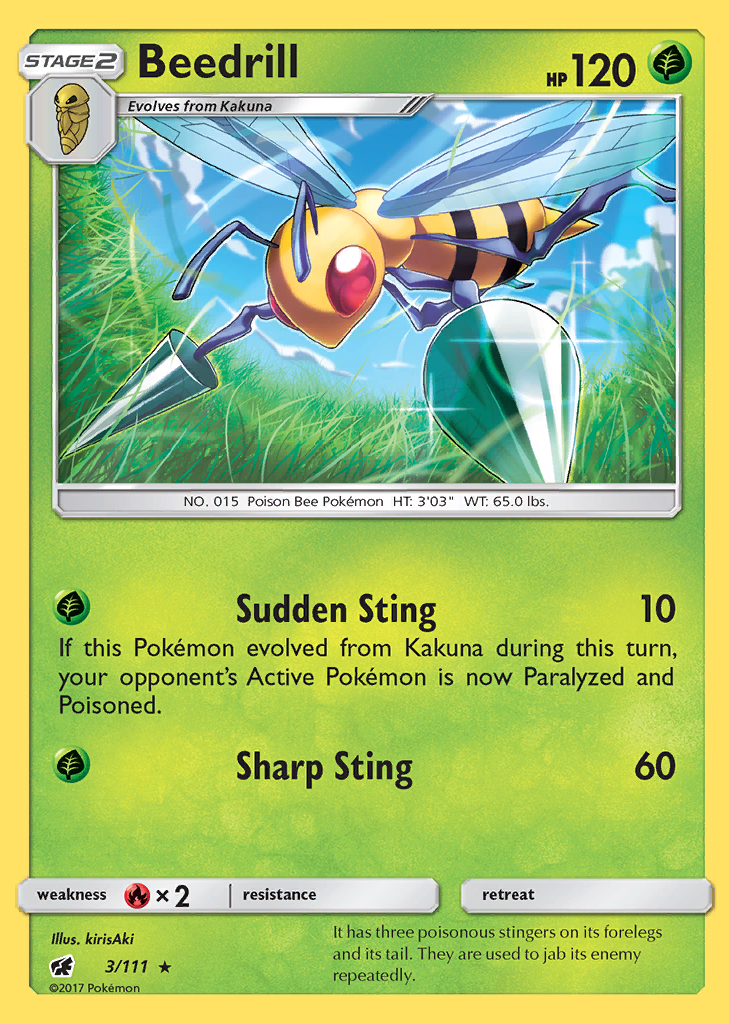 STAGE2
Beedrill
HP 120
Evolves from Kakuna
NO. 015 Poison Bee Pokémon HT: 3'03" WT: 65.0 lbs.
Sudden Sting 10
If this Pokémon evolved from Kakuna during this turn,
your opponent's Active Pokémon is now Paralyzed and
Poisoned.
Sharp Sting 60
weakness × 2 resistance retreat
Illus. kirisAki
3/111 ★
©2017 Pokémon
It has three poisonous stingers on its forelegs
and its tail. They are used to jab its enemy
repeatedly.